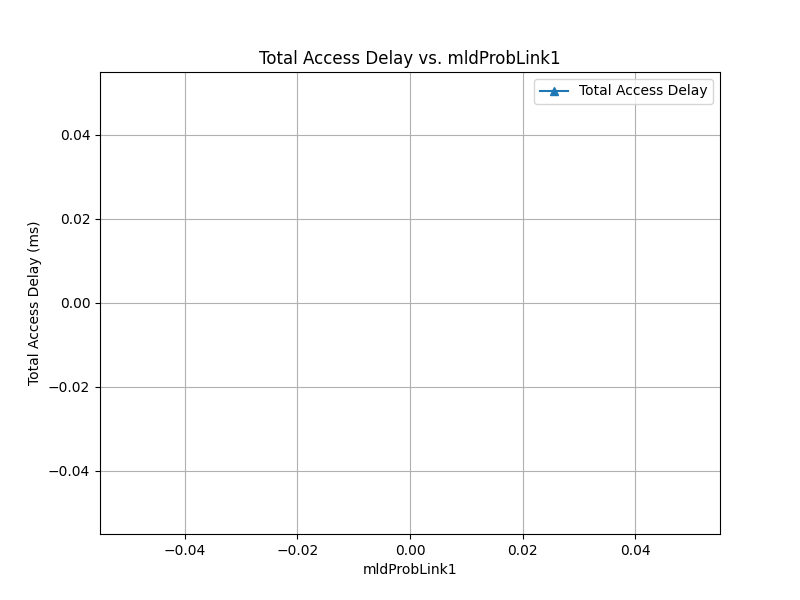 Total Access Delay vs. mldProbLink1
Total Access Delay
0.04
0.02
0.00
−0.02
−0.04
Total Access Delay (ms)
−0.04 −0.02 0.00 0.02 0.04
mldProbLink1